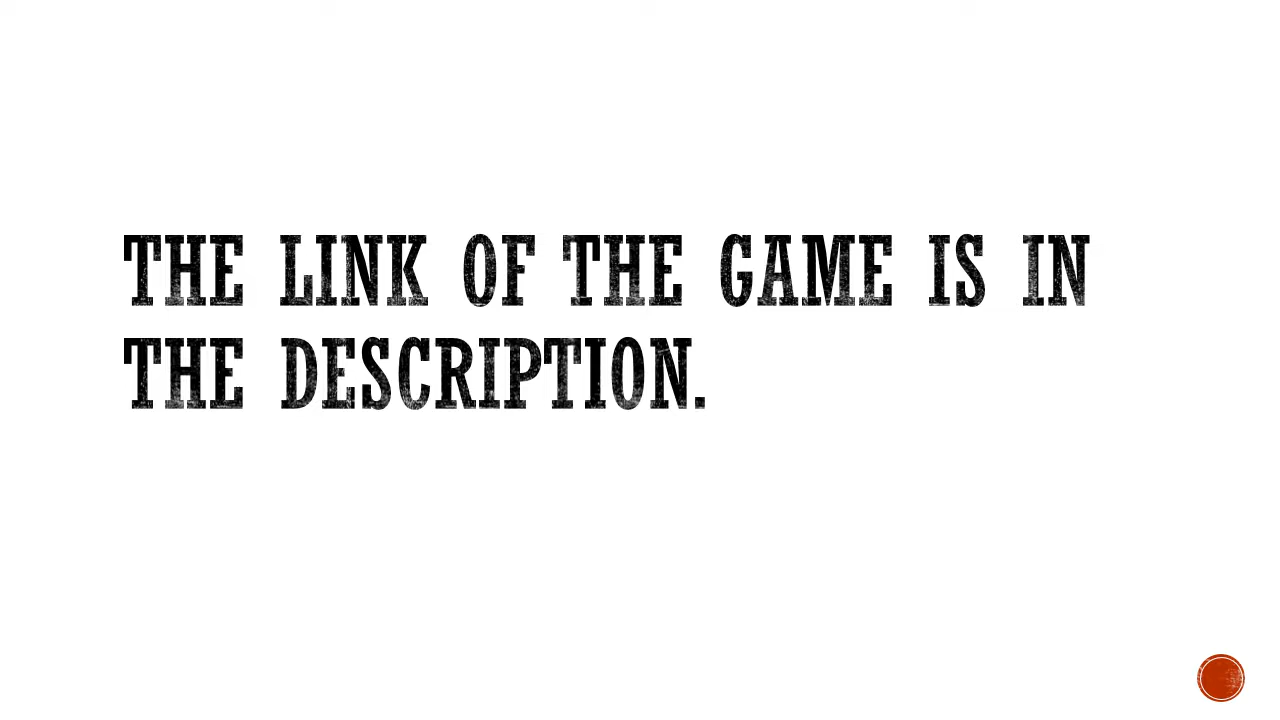 THE LINK OF THE GAME IS IN
THE DESCRIPTION.